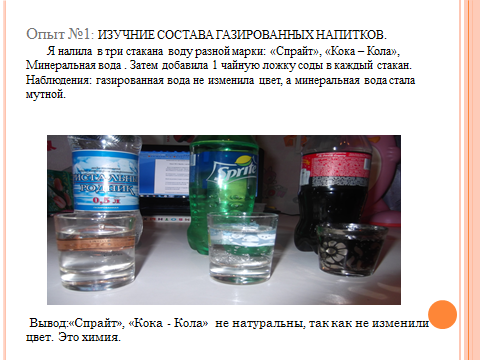 Опыт №1: ИЗУЧНИЕ СОСТАВА ГАЗИРОВАННЫХ НАПИТКОВ.
Я налила в три стакана воду разной марки: «Спрайт», «Кока – Кола»,
Минеральная вода . Затем добавила 1 чайную ложку соды в каждый стакан.
Наблюдения: газированная вода не изменила цвет, а минеральная вода стала
мутной.
РОДНИК
0,5 л
Sprite
Вывод:«Спрайт», «Кока - Кола» не натуральны, так как не изменили
цвет. Это химия.